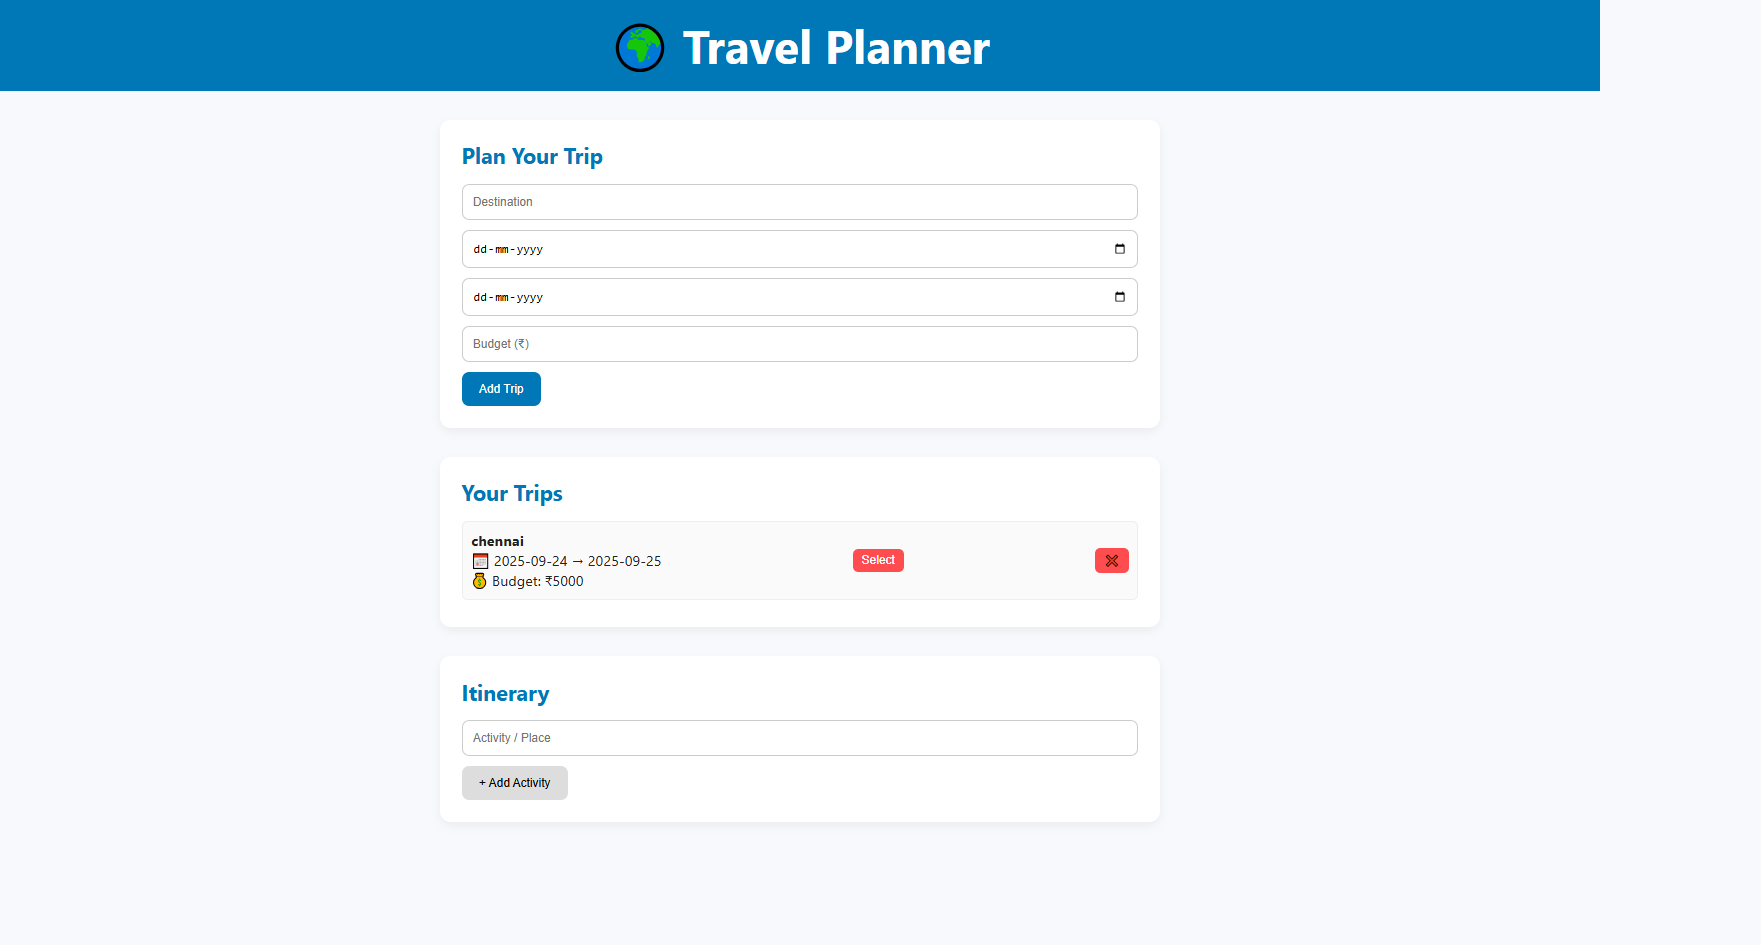 Travel Planner
Plan Your Trip
Destination
dd-mm-yyyy
dd-mm-yyyy
Budget (₹)
Add Trip
Your Trips
chennai
2025-09-24 → 2025-09-25
Budget: ₹5000
Select
Itinerary
Activity / Place
+ Add Activity